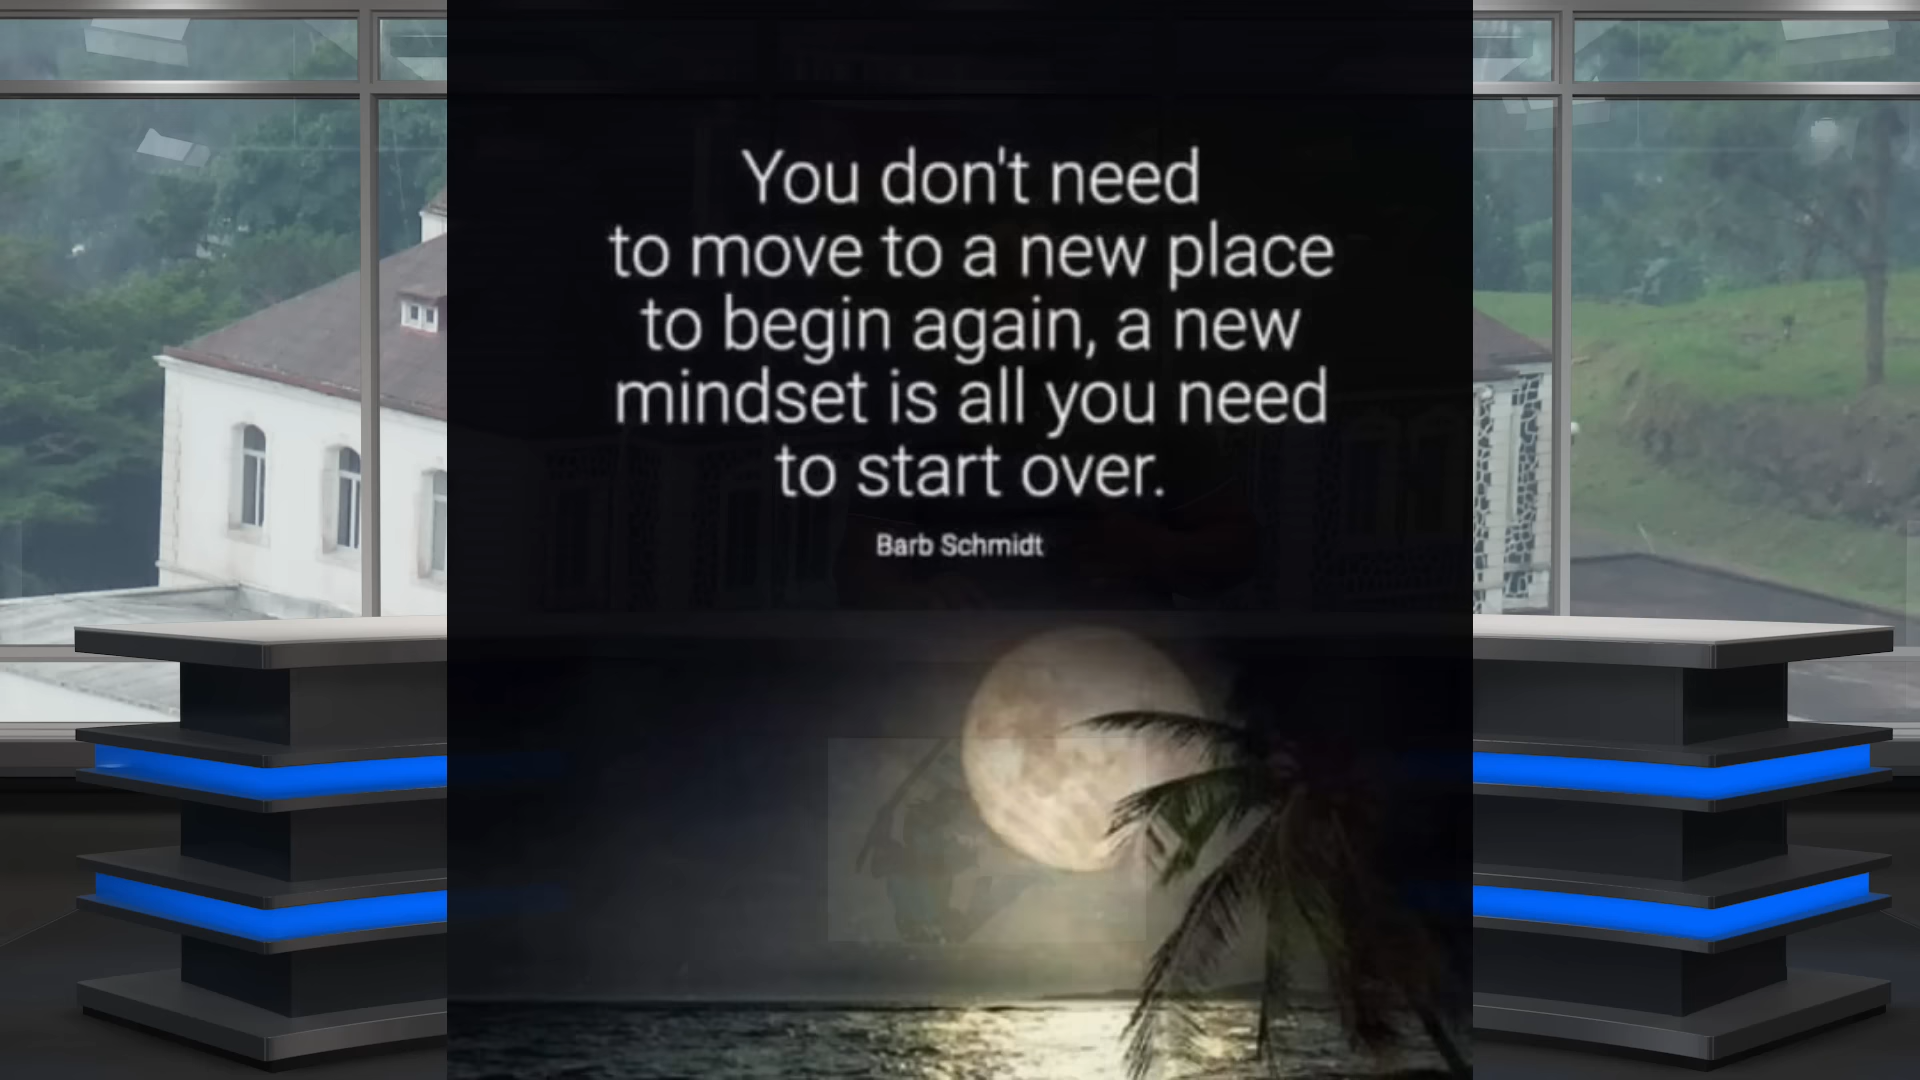 You don't need
to move to a new place
to begin again, a new
mindset is all you need
to start over.
Barb Schmidt